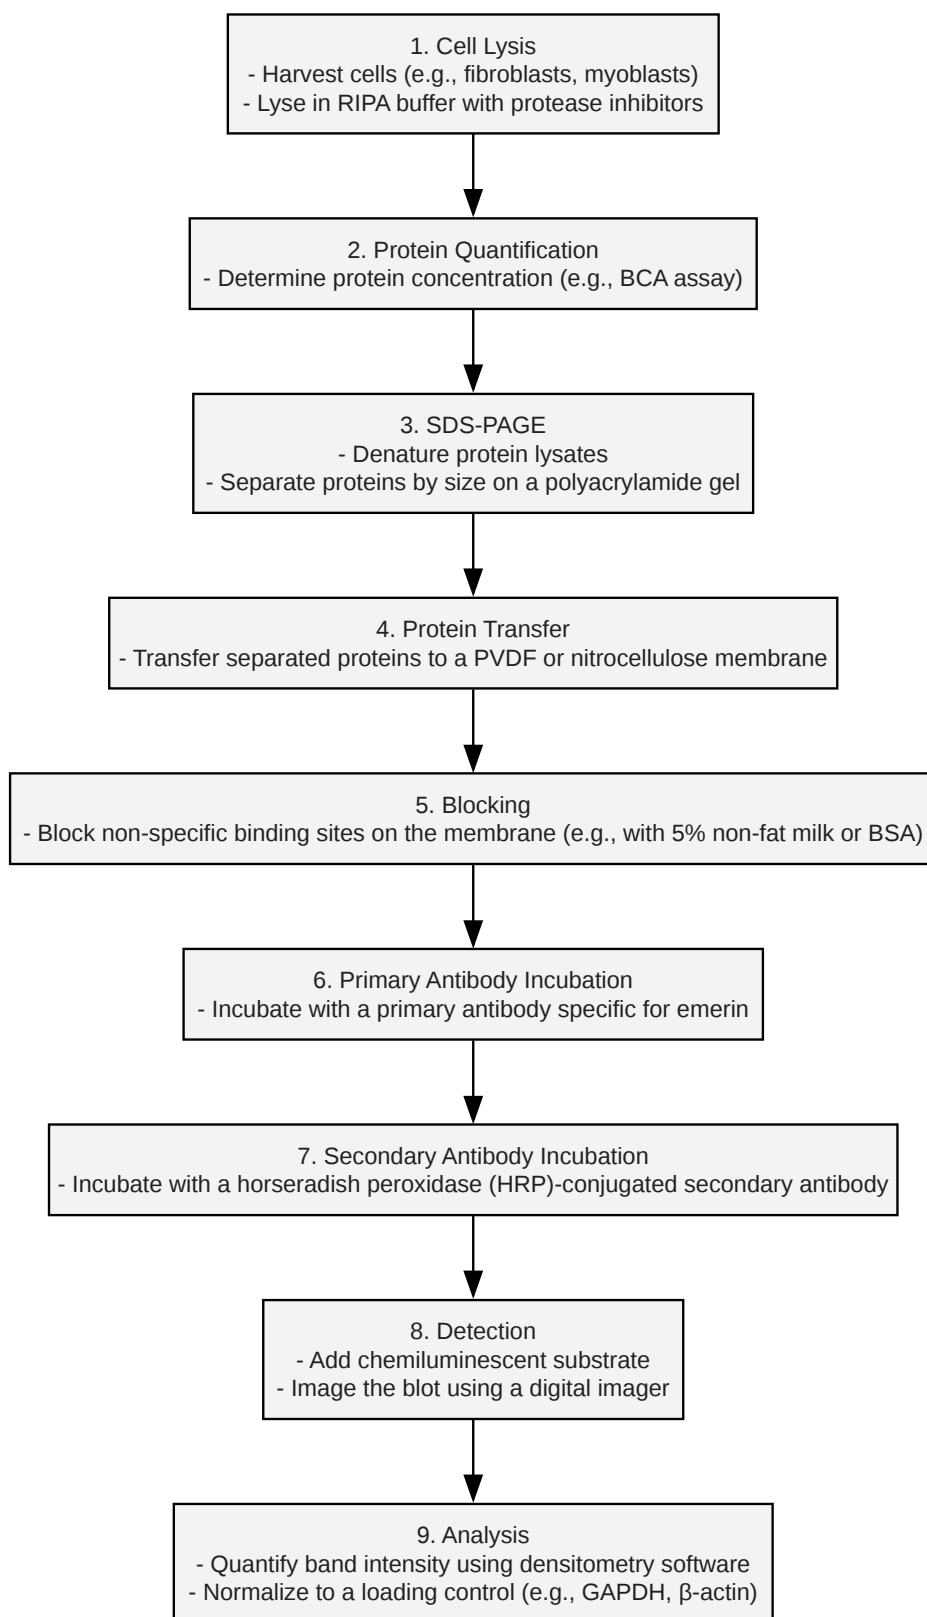 1. Cell Lysis
- Harvest cells (e.g., fibroblasts, myoblasts)
- Lyse in RIPA buffer with protease inhibitors
2. Protein Quantification
- Determine protein concentration (e.g., BCA assay)
3. SDS-PAGE
- Denature protein lysates
- Separate proteins by size on a polyacrylamide gel
4. Protein Transfer
- Transfer separated proteins to a PVDF or nitrocellulose membrane
5. Blocking
- Block non-specific binding sites on the membrane (e.g., with 5% non-fat milk or BSA)
6. Primary Antibody Incubation
- Incubate with a primary antibody specific for emerin
7. Secondary Antibody Incubation
- Incubate with a horseradish peroxidase (HRP)-conjugated secondary antibody
8. Detection
- Add chemiluminescent substrate
- Image the blot using a digital imager
9. Analysis
- Quantify band intensity using densitometry software
- Normalize to a loading control (e.g., GAPDH, β-actin)